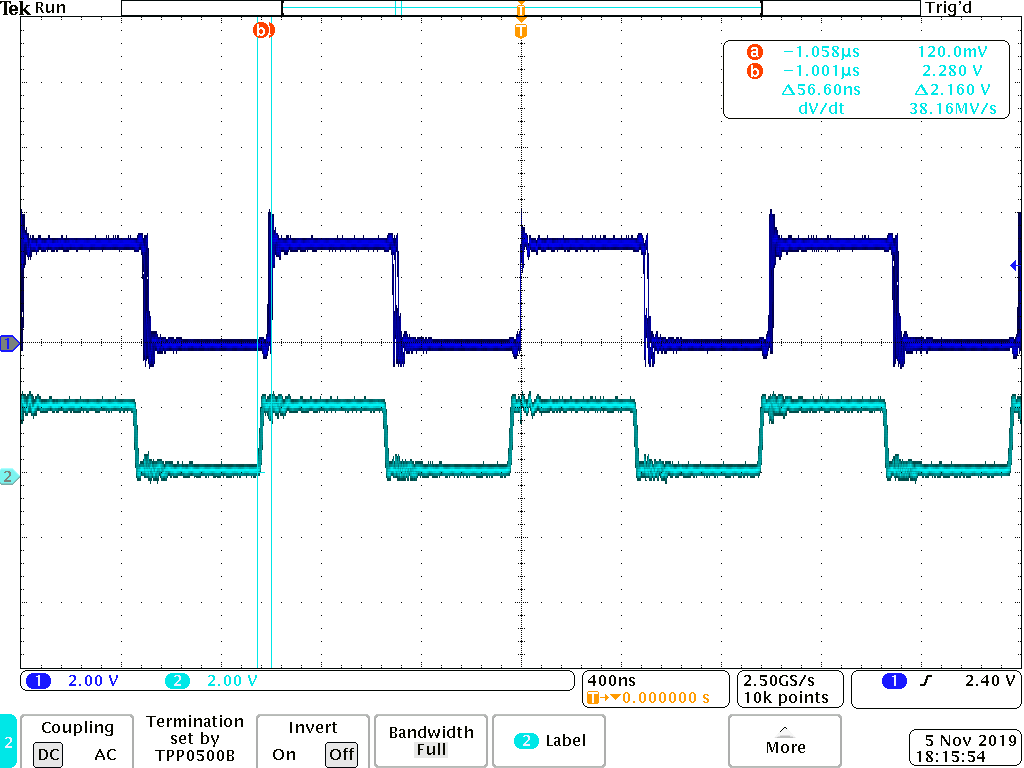 Tek Run
Trig'd
T
b
T
a −1.058µs 120.0mV
b −1.001µs 2.280 V
Δ56.60ns Δ2.160 V
dV/dt 38.16MV/s
1
2
1 2.00 V 2 2.00 V
400ns
T→▼0.000000 s
2.50GS/s
10k points
1 2.40 V
2
Coupling
DC AC
Termination
set by
TPP0500B
Invert
On Off
Bandwidth
Full
2 Label
More
5 Nov 2019
18:15:54